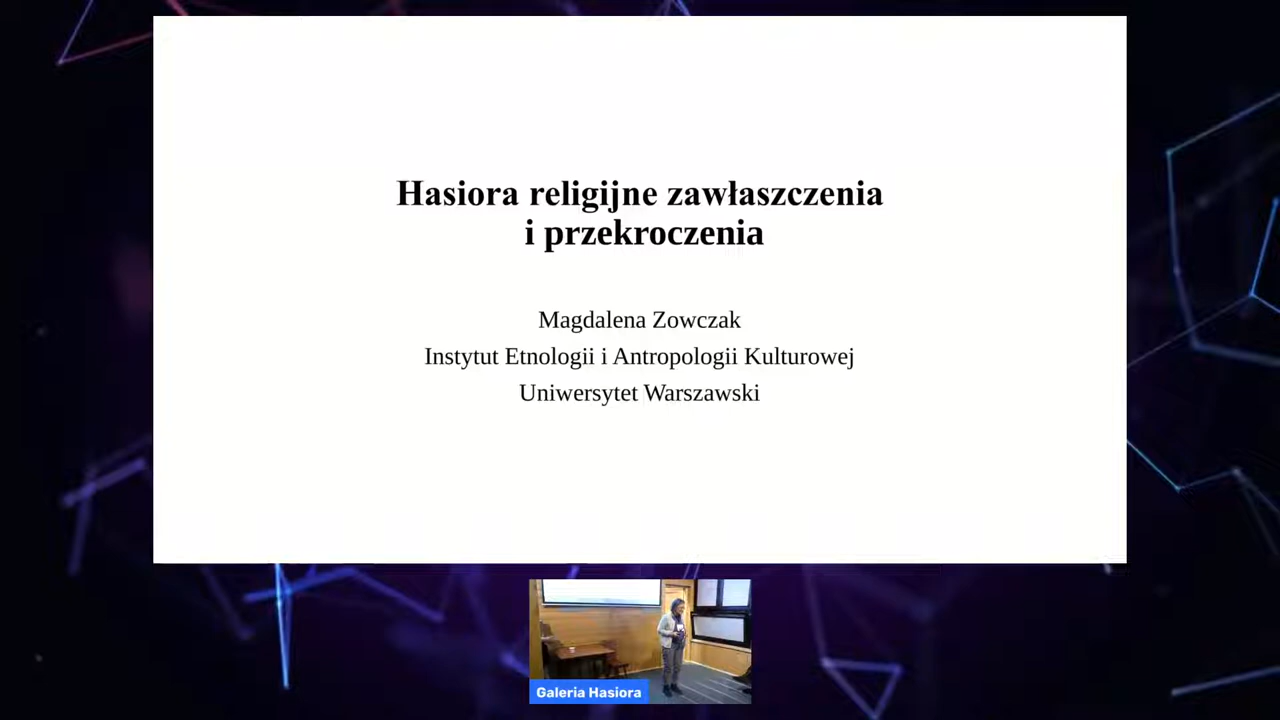 Hasiora religijne zawłaszczenia
i przekroczenia
Magdalena Zowczak
Instytut Etnologii i Antropologii Kulturowej
Uniwersytet Warszawski
Galeria Hasiora